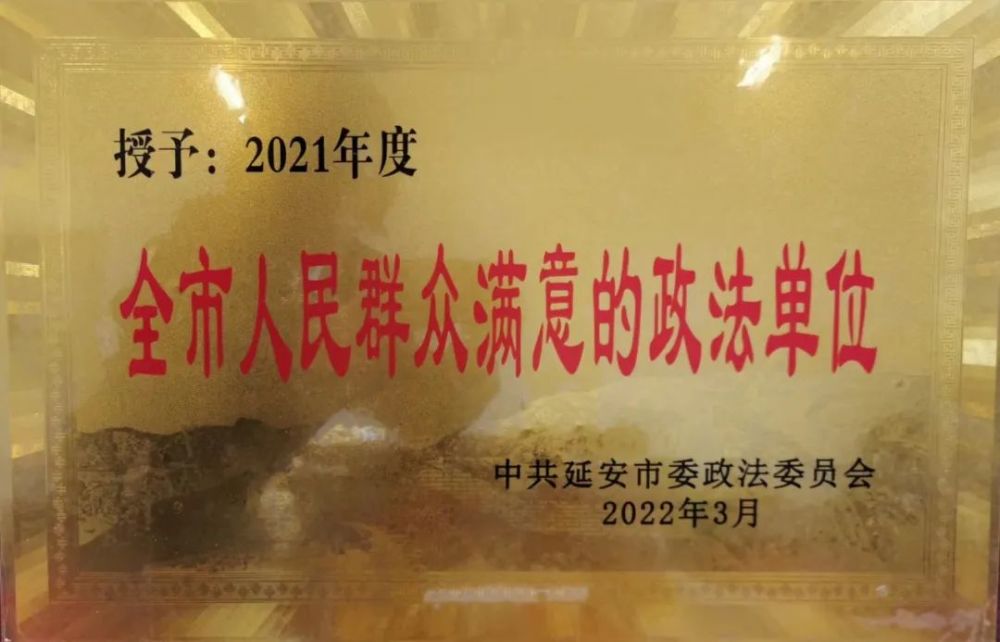 授予：2021年度
全市人民群众满意的政法单位
中共延安市委政法委员会
2022年3月